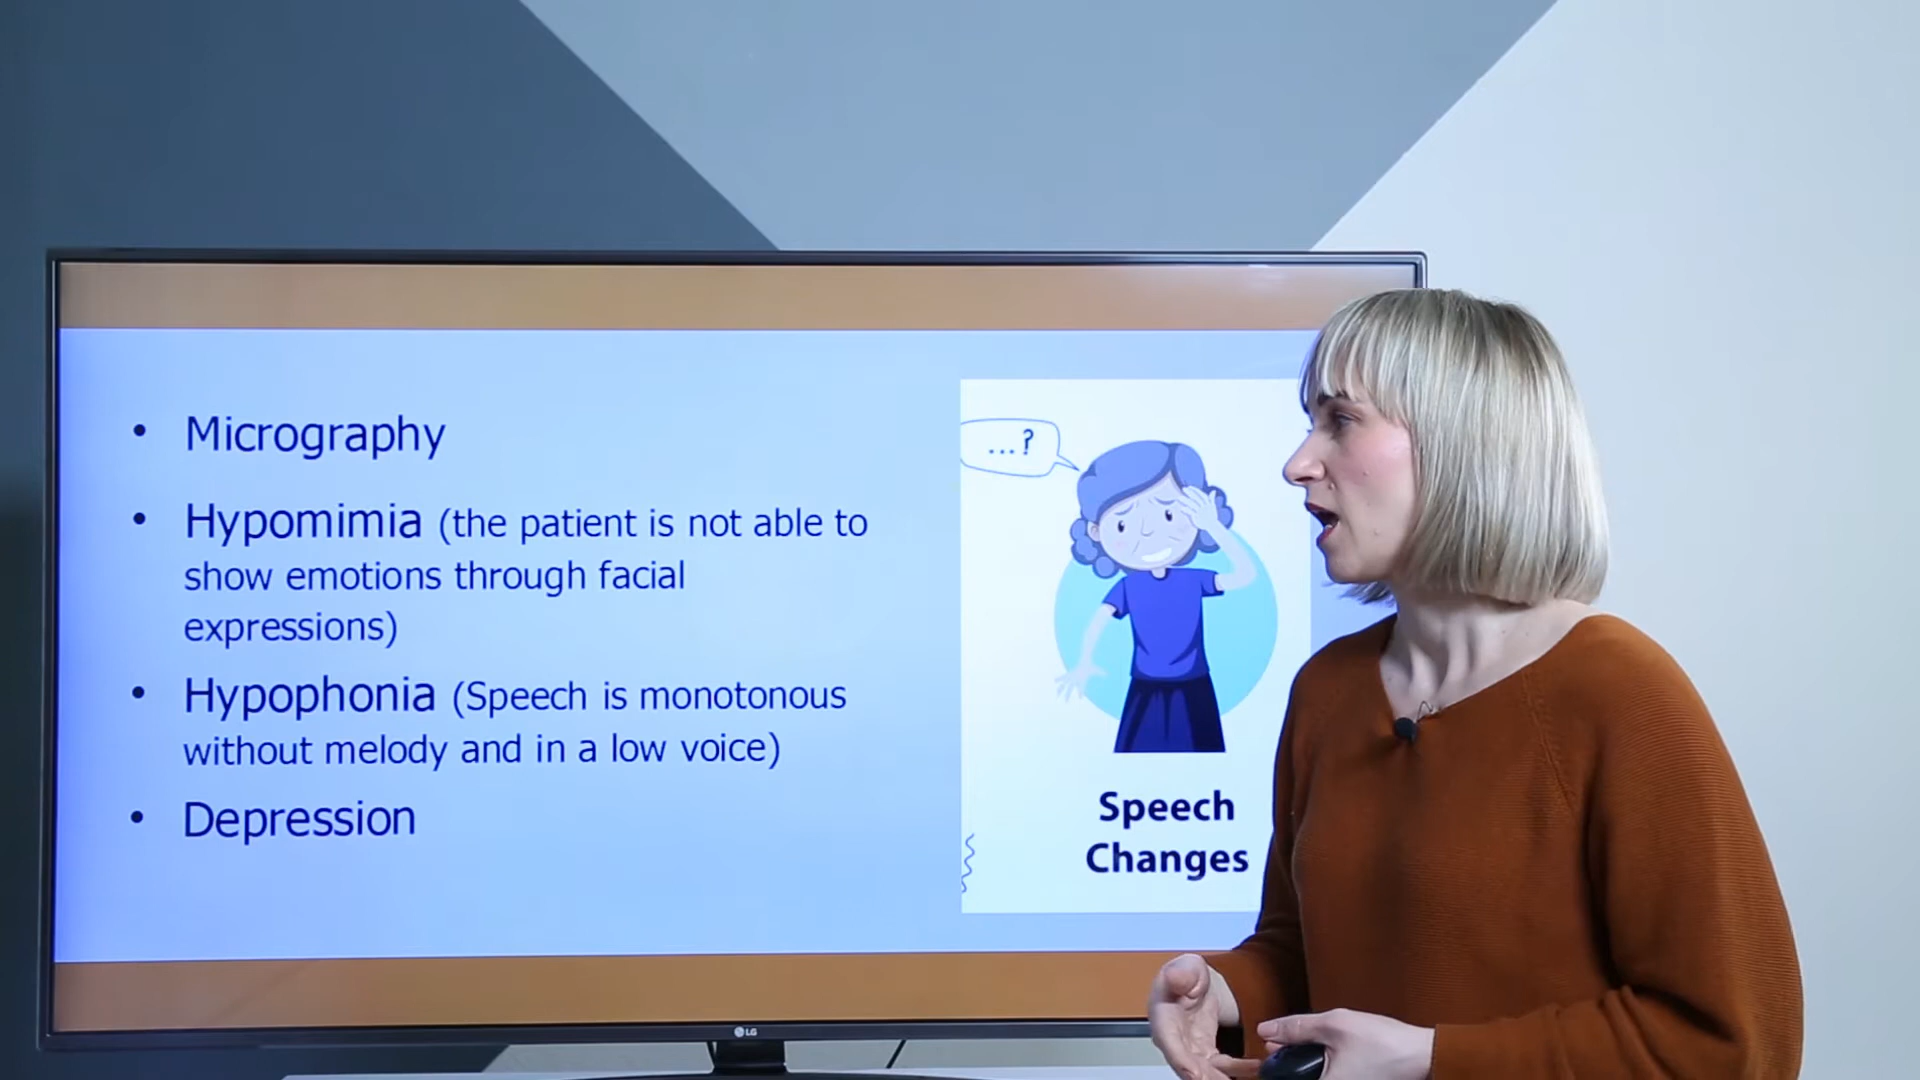 • Micrography
• Hypomimia (the patient is not able to
show emotions through facial
expressions)
• Hypophonia (Speech is monotonous
without melody and in a low voice)
• Depression
...?
Speech
Changes
LG